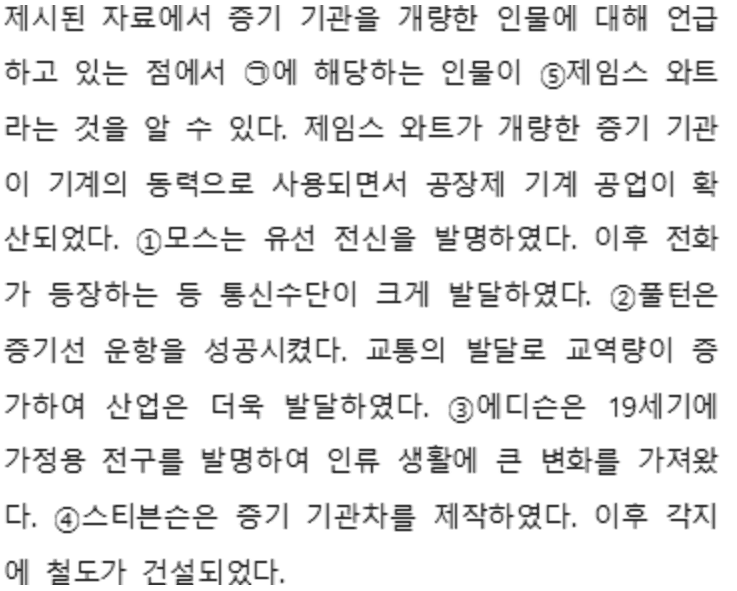 제시된 자료에서 증기 기관을 개량한 인물에 대해 언급
하고 있는 점에서 ㉠에 해당하는 인물이 ⑤제임스 와트
라는 것을 알 수 있다. 제임스 와트가 개량한 증기 기관
이 기계의 동력으로 사용되면서 공장제 기계 공업이 확
산되었다. ①모스는 유선 전신을 발명하였다. 이후 전화
가 등장하는 등 통신수단이 크게 발달하였다. ②풀턴은
증기선 운항을 성공시켰다. 교통의 발달로 교역량이 증
가하여 산업은 더욱 발달하였다. ③에디슨은 19세기에
가정용 전구를 발명하여 인류 생활에 큰 변화를 가져왔
다. ④스티븐슨은 증기 기관차를 제작하였다. 이후 각지
에 철도가 건설되었다.